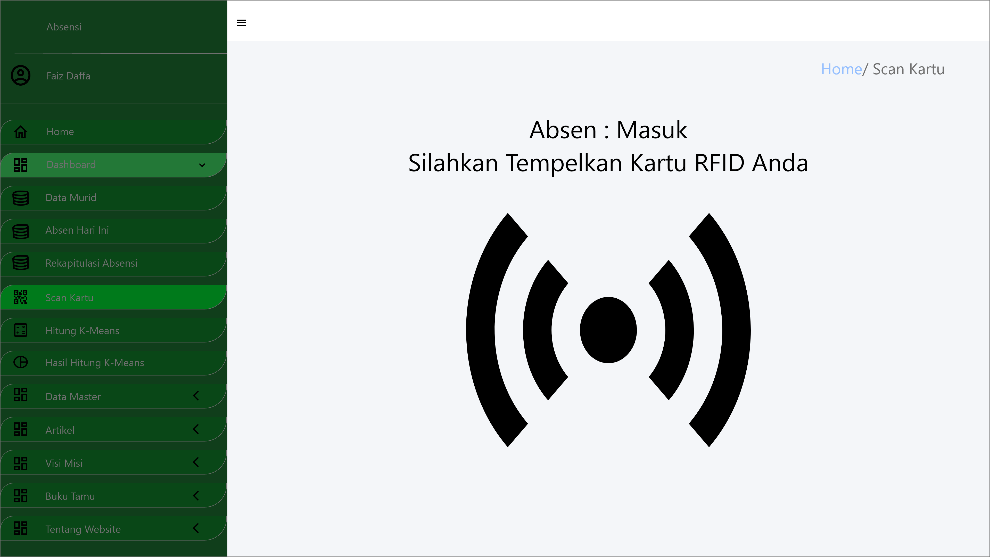 Absensi
Faiz Daffa
Home
Dashboard
Data Murid
Absen Hari Ini
Rekapitulasi Absensi
Scan Kartu
Hitung K-Means
Hasil Hitung K-Means
Data Master
Artikel
Visi Misi
Buku Tamu
Tentang Website
Home/ Scan Kartu
Absen : Masuk
Silahkan Tempelkan Kartu RFID Anda